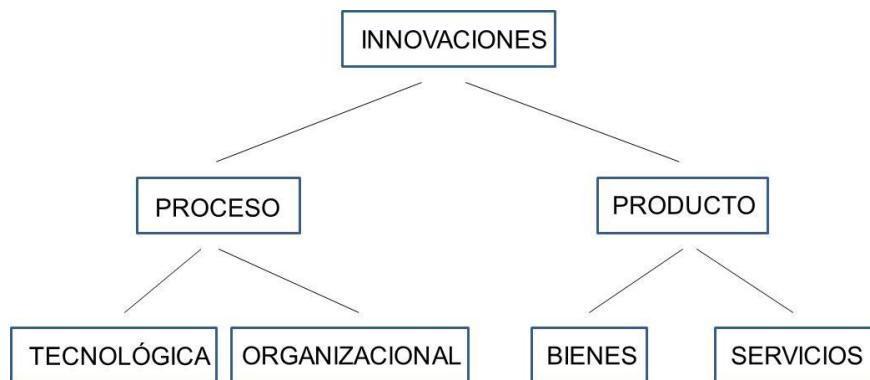 INNOVACIONES
PROCESO
PRODUCTO
TECNOLÓGICA
ORGANIZACIONAL
BIENES
SERVICIOS